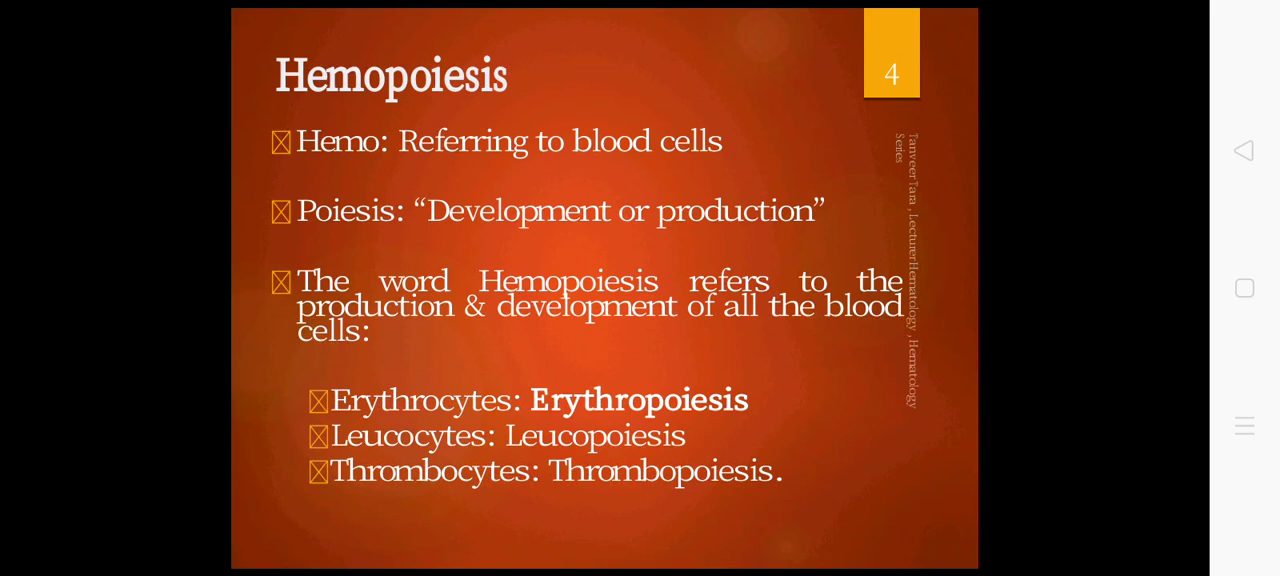 Hemopoiesis
4
Hemo: Referring to blood cells
Poiesis: “Development or production”
The word Hemopoiesis refers to the
production & development of all the blood
cells:
Erythrocytes: Erythropoiesis
Leucocytes: Leucopoiesis
Thrombocytes: Thrombopoiesis.
Tanveer Tara , Lecturer Hematology , Hematology
Series